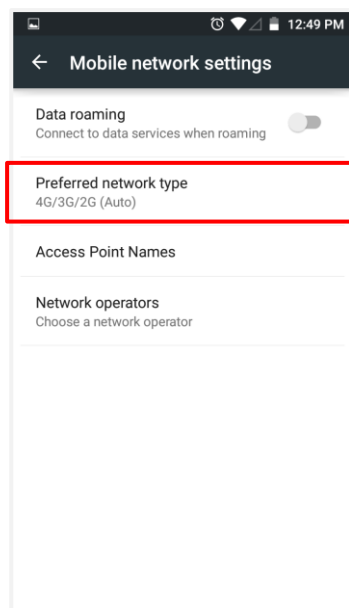 12:49 PM
Mobile network settings
Data roaming
Connect to data services when roaming
Preferred network type
4G/3G/2G (Auto)
Access Point Names
Network operators
Choose a network operator